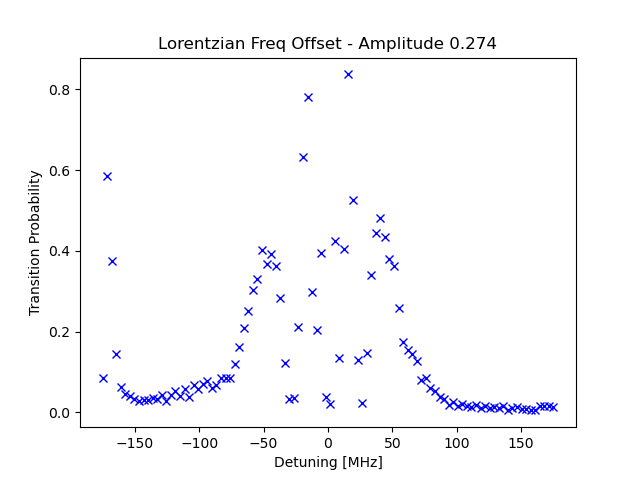 Lorentzian Freq Offset - Amplitude 0.274
Transition Probability
0.8
0.6
0.4
0.2
0.0
−150 −100 −50 0 50 100 150
Detuning [MHz]